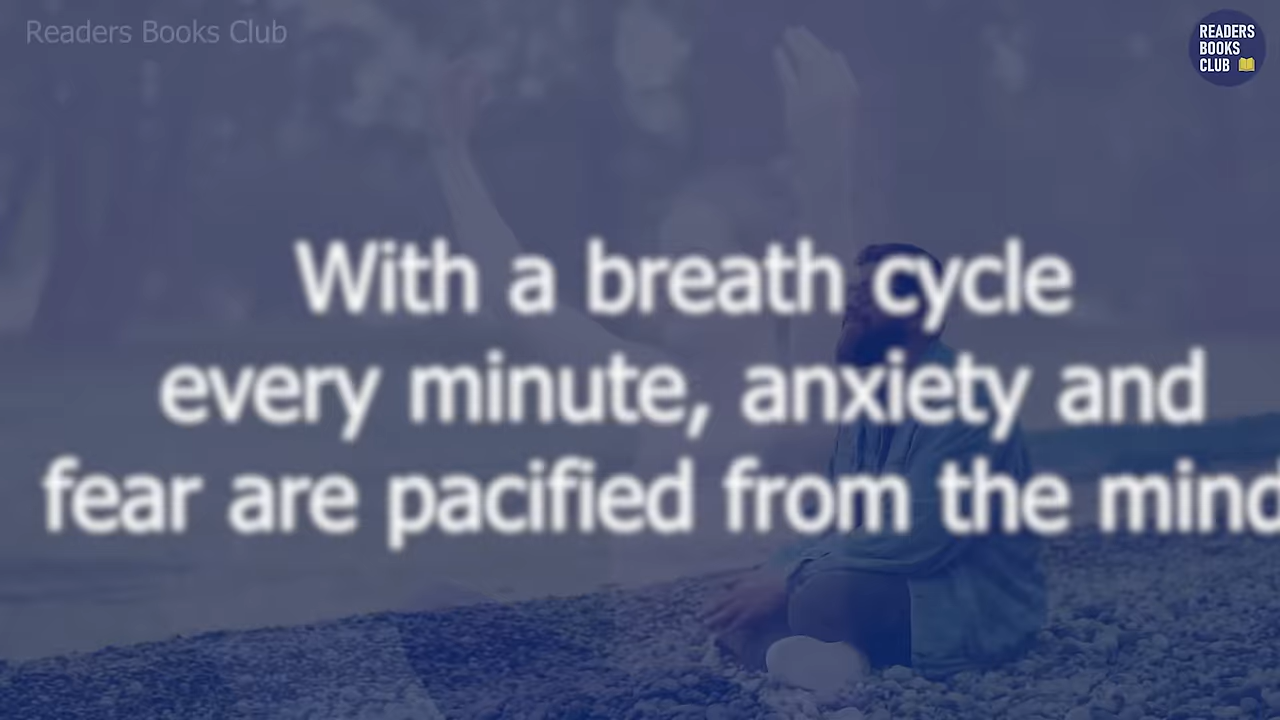 Readers Books Club
READERS
BOOKS
CLUB
With a breath cycle
every minute, anxiety and
fear are pacified from the mind